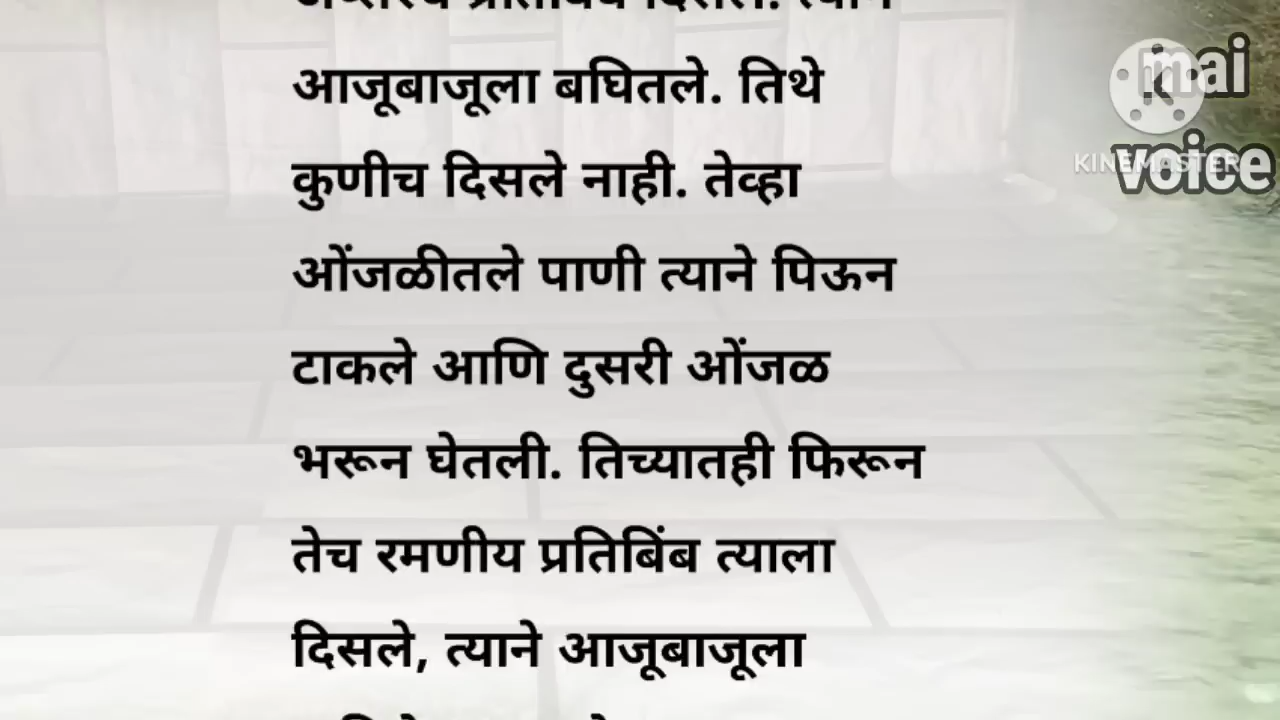 आजूबाजूला बघितले. तिथे
कुणीच दिसले नाही. तेव्हा
ओंजळीतले पाणी त्याने पिऊन
टाकले आणि दुसरी ओंजळ
भरून घेतली. तिच्यातही फिरून
तेच रमणीय प्रतिबिंब त्याला
दिसले, त्याने आजूबाजूला
mai
voice
KINEMASTER